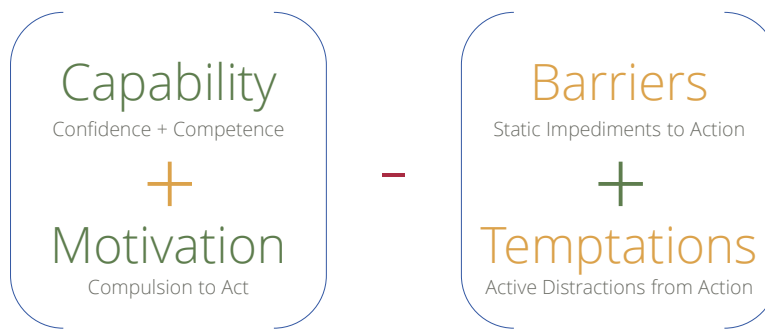 Capability
Confidence + Competence
+
Motivation
Compulsion to Act
-
Barriers
Static Impediments to Action
+
Temptations
Active Distractions from Action